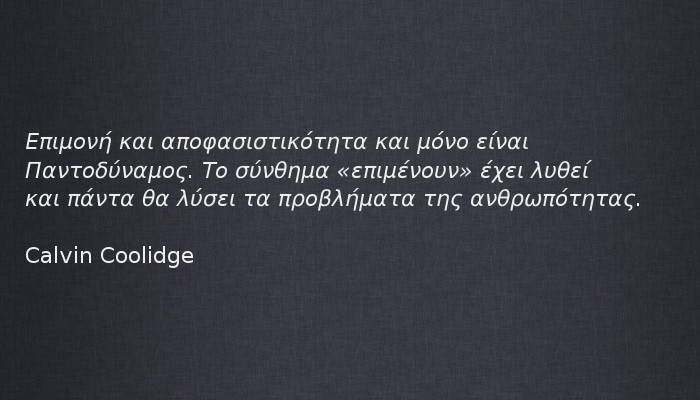 Επιμονή και αποφασιστικότητα και μόνο είναι
Παντοδύναμος. Το σύνθημα «επιμένουν» έχει λυθεί
και πάντα θα λύσει τα προβλήματα της ανθρωπότητας.
Calvin Coolidge